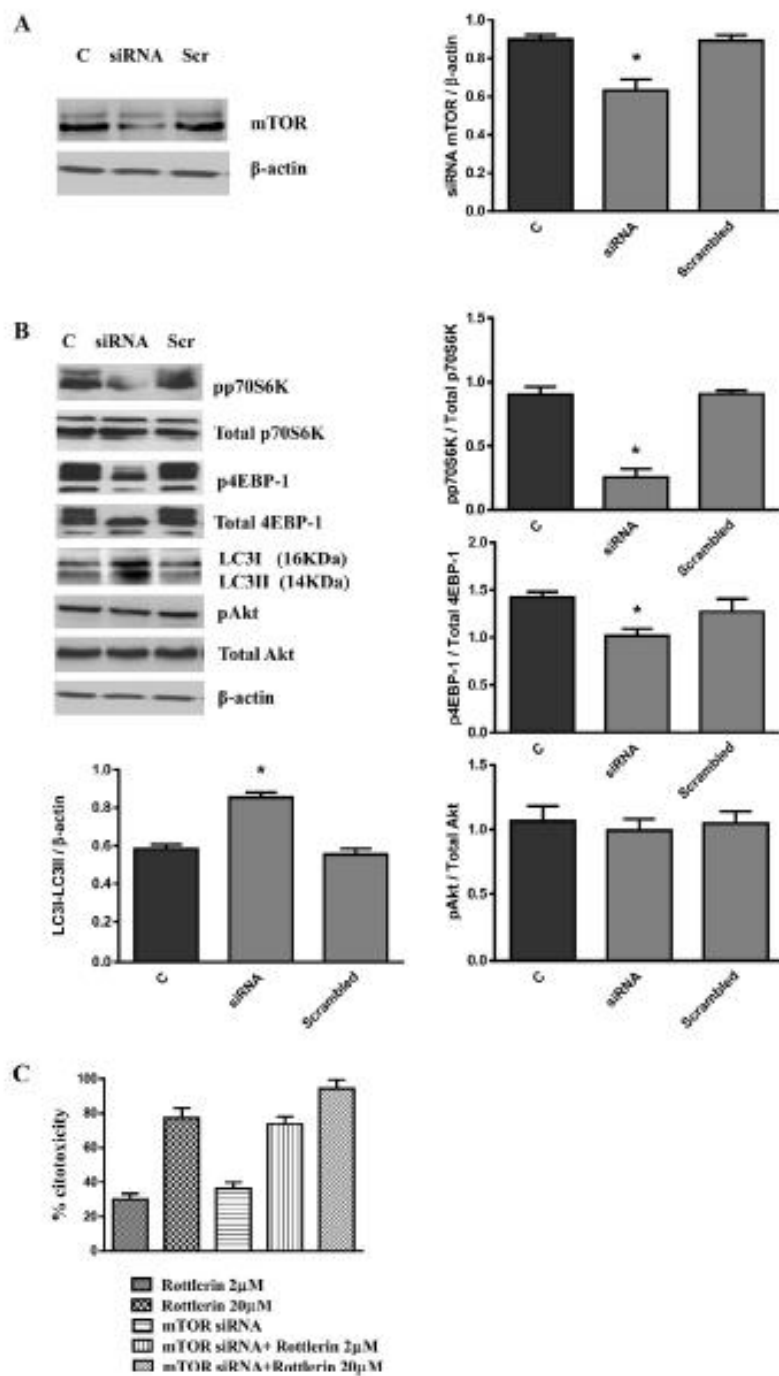 A
C siRNA Scr
mTOR
β-actin
siRNA mTOR / β-actin
1.0
0.8
0.6
0.4
0.2
0.0
*
C
siRNA
Scrambled
B
C siRNA Scr
pp70S6K
Total p70S6K
p4EBP-1
Total 4EBP-1
LC3I (16KDa)
LC3II (14KDa)
pAkt
Total Akt
β-actin
pp70S6K / Total p70S6K
1.5
1.0
0.5
0.0
*
C
siRNA
Scrambled
p4EBP-1 / Total 4EBP-1
2.0
1.5
1.0
0.5
0.0
*
C
siRNA
Scrambled
LC3I-LC3II / β-actin
1.0
0.8
0.6
0.4
0.2
0.0
*
C
siRNA
Scrambled
pAkt / Total Akt
1.5
1.0
0.5
0.0
C
siRNA
Scrambled
C
% citotoxicity
100
80
60
40
20
0
Rottlerin 2μM
Rottlerin 20μM
mTOR siRNA
mTOR siRNA+ Rottlerin 2μM
mTOR siRNA+Rottlerin 20μM